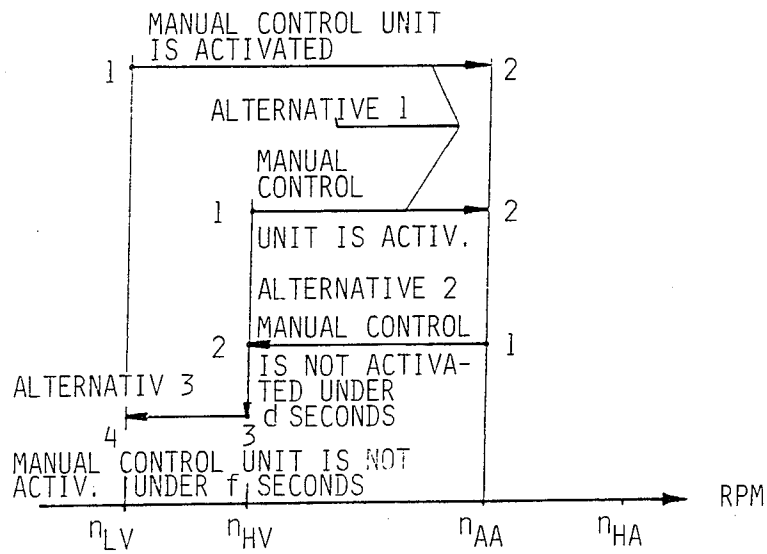 MANUAL CONTROL UNIT
IS ACTIVATED
1
2
ALTERNATIVE 1
MANUAL
CONTROL
1
2
UNIT IS ACTIV.
ALTERNATIVE 2
MANUAL CONTROL
2
1
IS NOT ACTIVA-
TED UNDER
d SECONDS
ALTERNATIV 3
4
3
MANUAL CONTROL UNIT IS NOT
ACTIV. UNDER f SECONDS
RPM
nLV
nHV
nAA
nHA